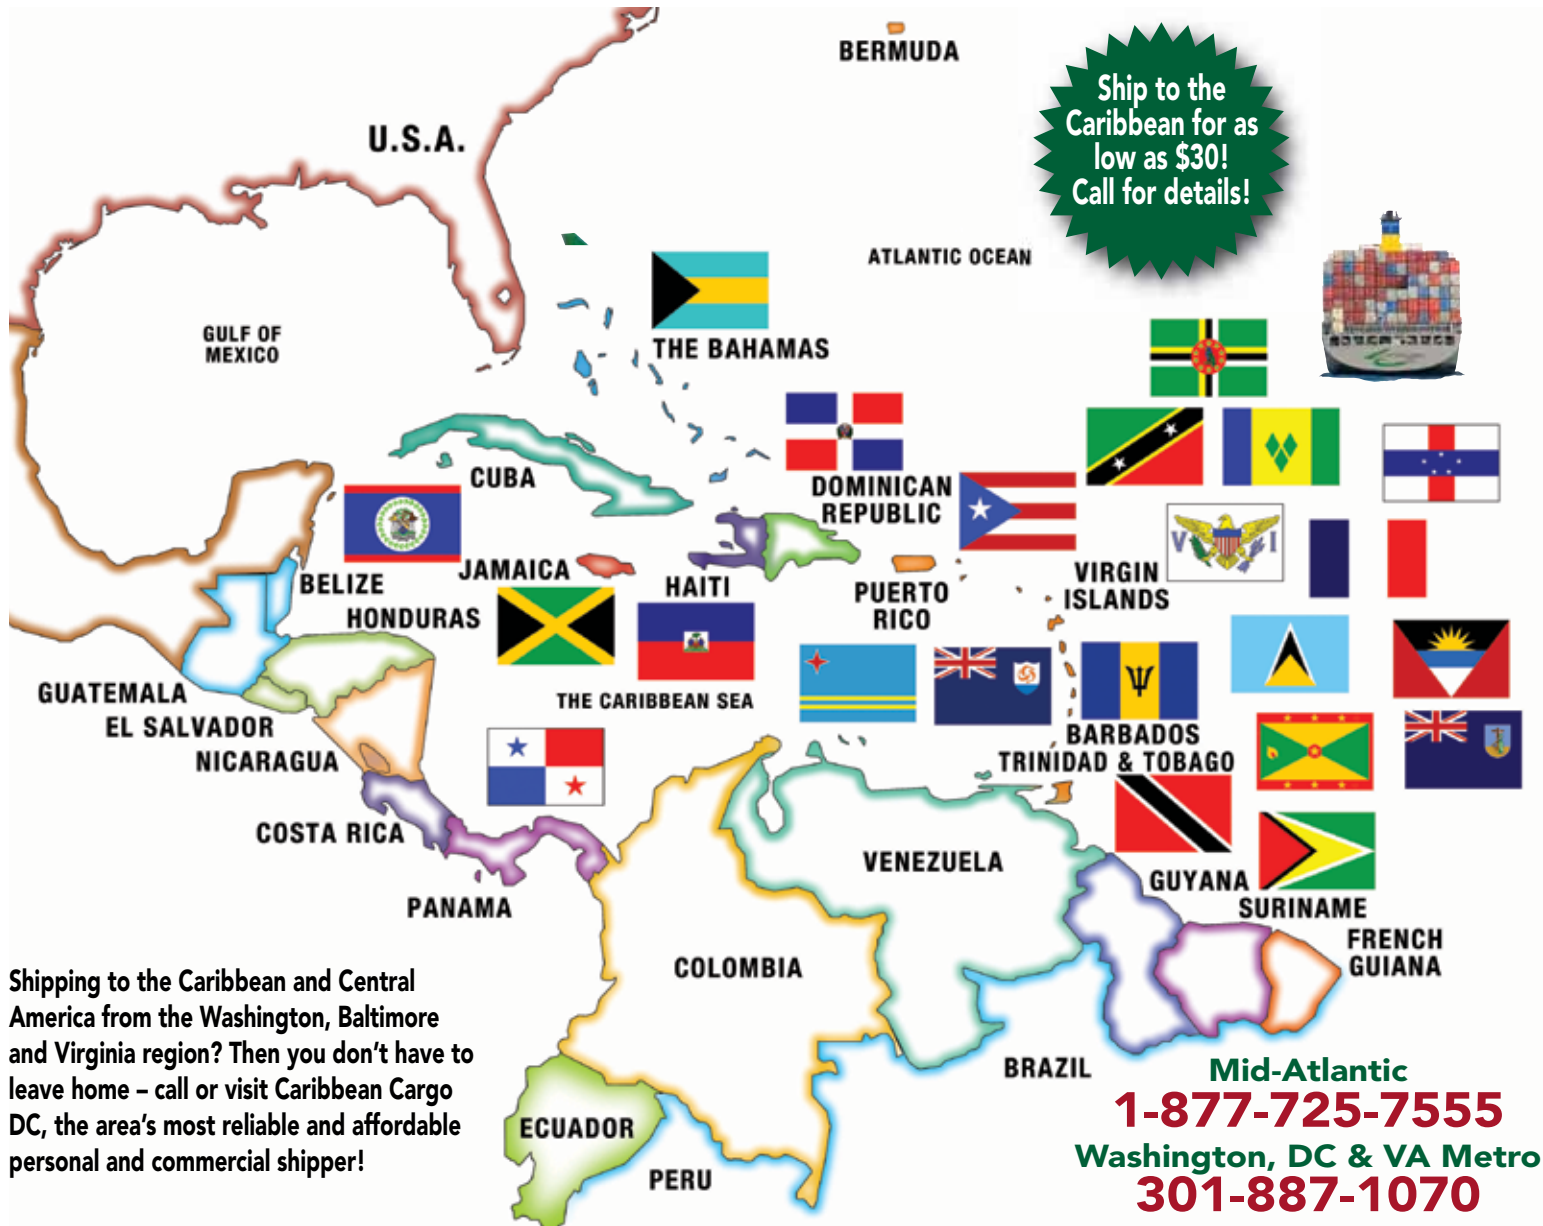 BERMUDA
Ship to the
Caribbean for as
low as $30!
Call for details!
U.S.A.
ATLANTIC OCEAN
GULF OF
MEXICO
THE BAHAMAS
CUBA
DOMINICAN
REPUBLIC
V I
BELIZE
JAMAICA
HAITI
PUERTO
RICO
VIRGIN
ISLANDS
HONDURAS
GUATEMALA
THE CARIBBEAN SEA
EL SALVADOR
NICARAGUA
BARBADOS
TRINIDAD & TOBAGO
COSTA RICA
VENEZUELA
PANAMA
GUYANA
SURINAME
FRENCH
GUIANA
COLOMBIA
Shipping to the Caribbean and Central
America from the Washington, Baltimore
and Virginia region? Then you don’t have to
leave home – call or visit Caribbean Cargo
DC, the area’s most reliable and affordable
personal and commercial shipper!
BRAZIL
ECUADOR
PERU
Mid-Atlantic
1-877-725-7555
Washington, DC & VA Metro
301-887-1070